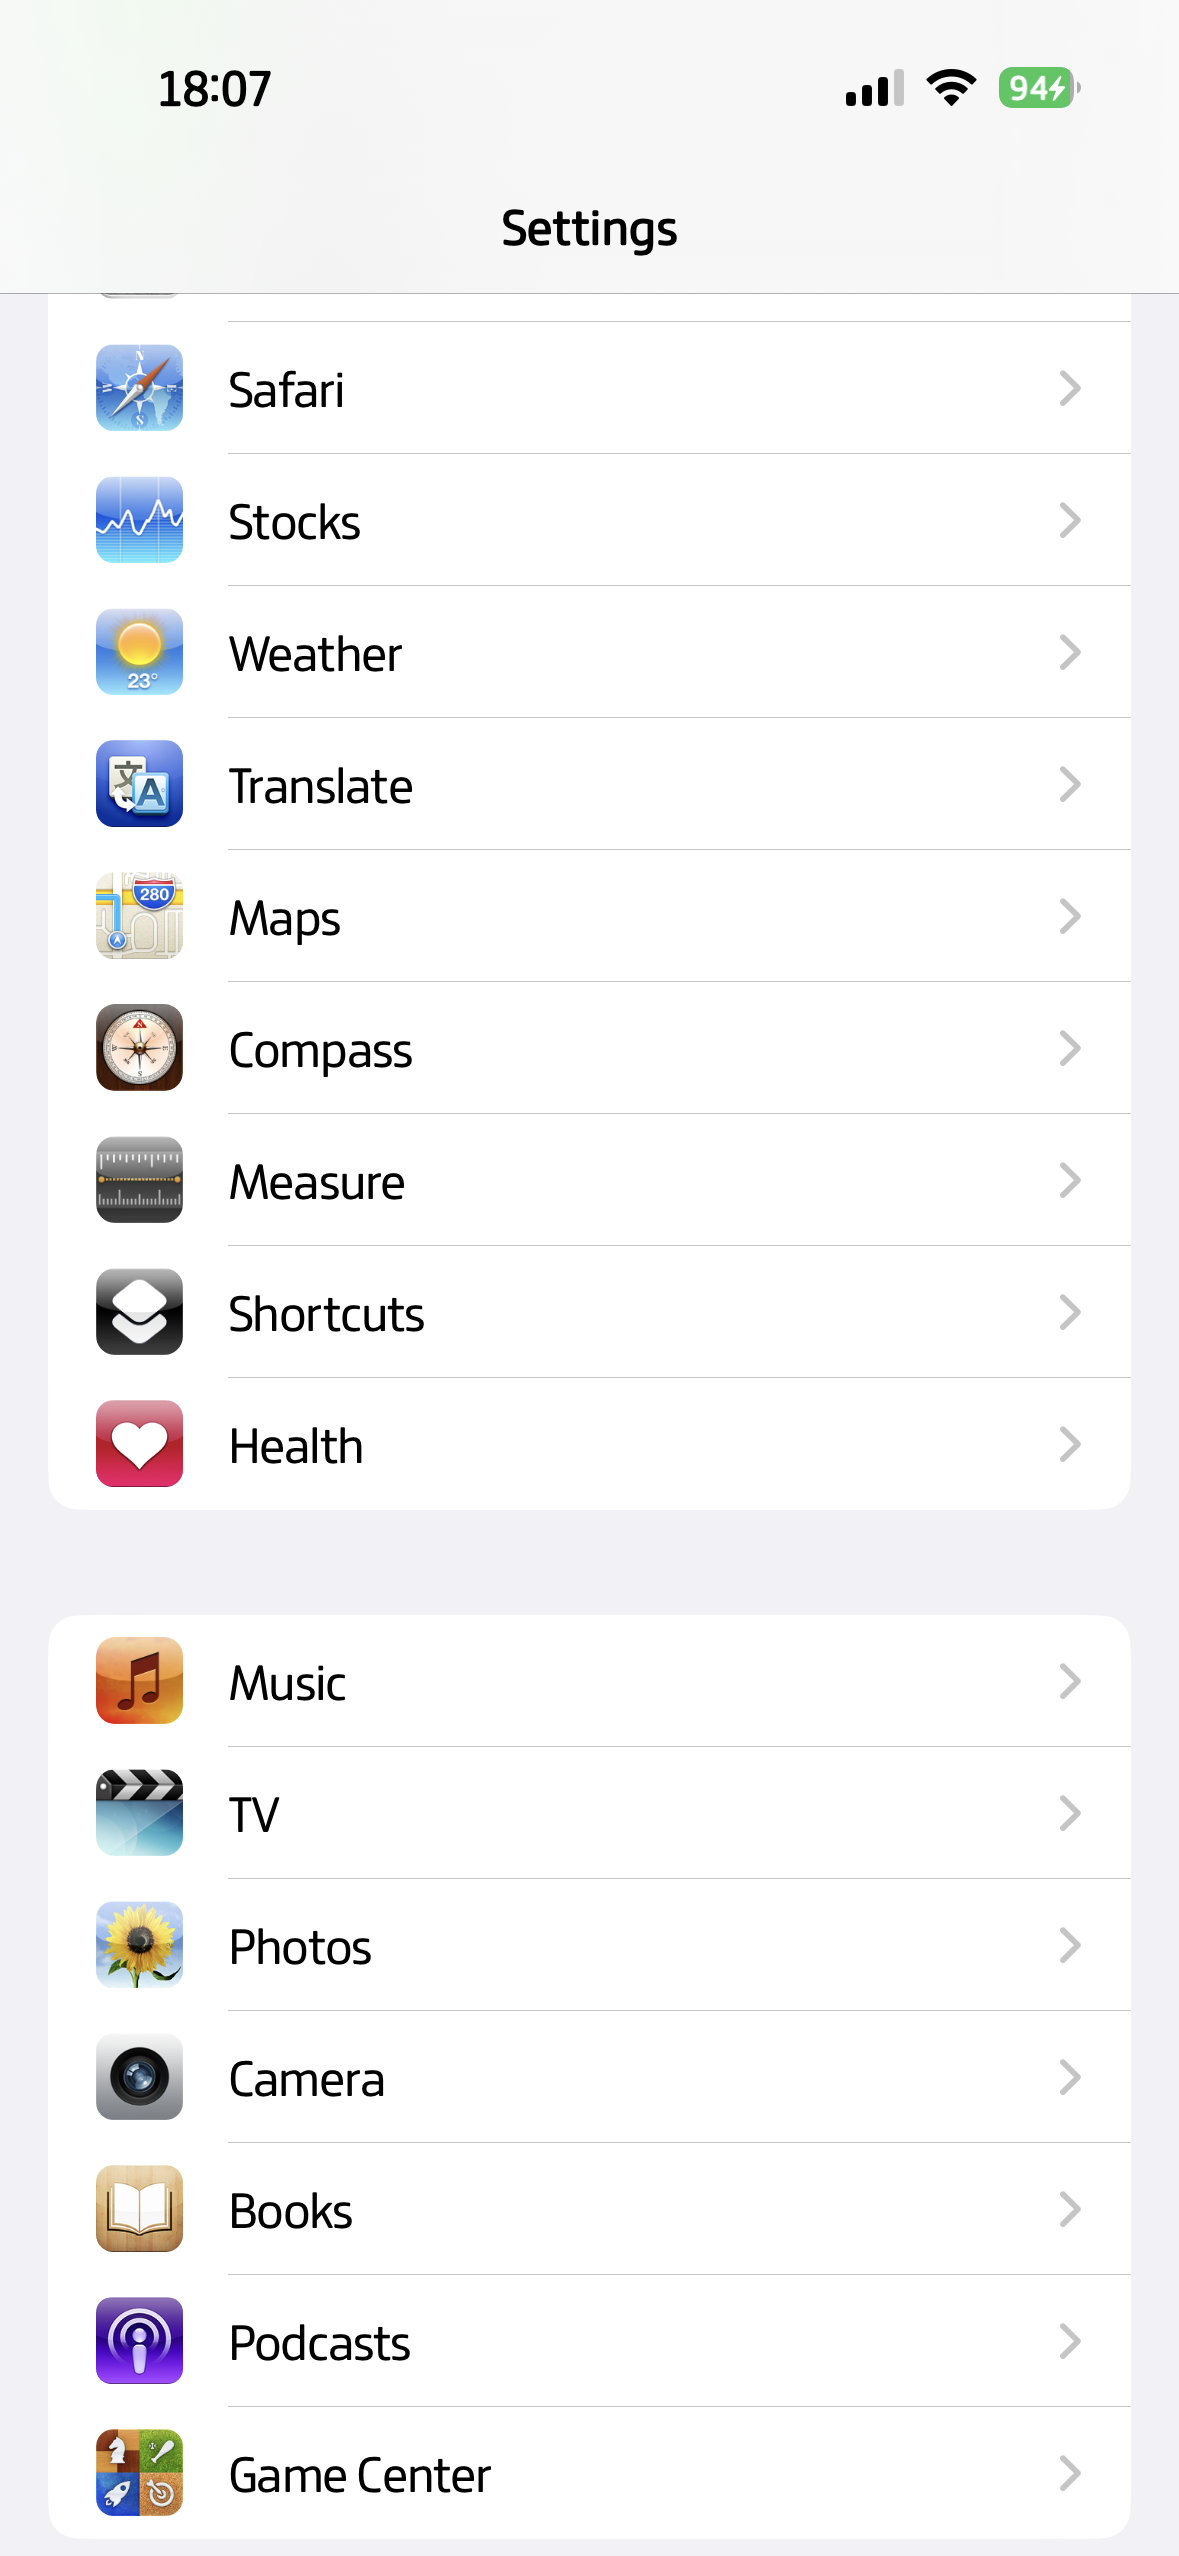 18:07
94
Settings
Safari
Stocks
23°
Weather
文
A
Translate
280
Maps
Compass
Measure
Shortcuts
Health
Music
TV
Photos
Camera
Books
Podcasts
Game Center